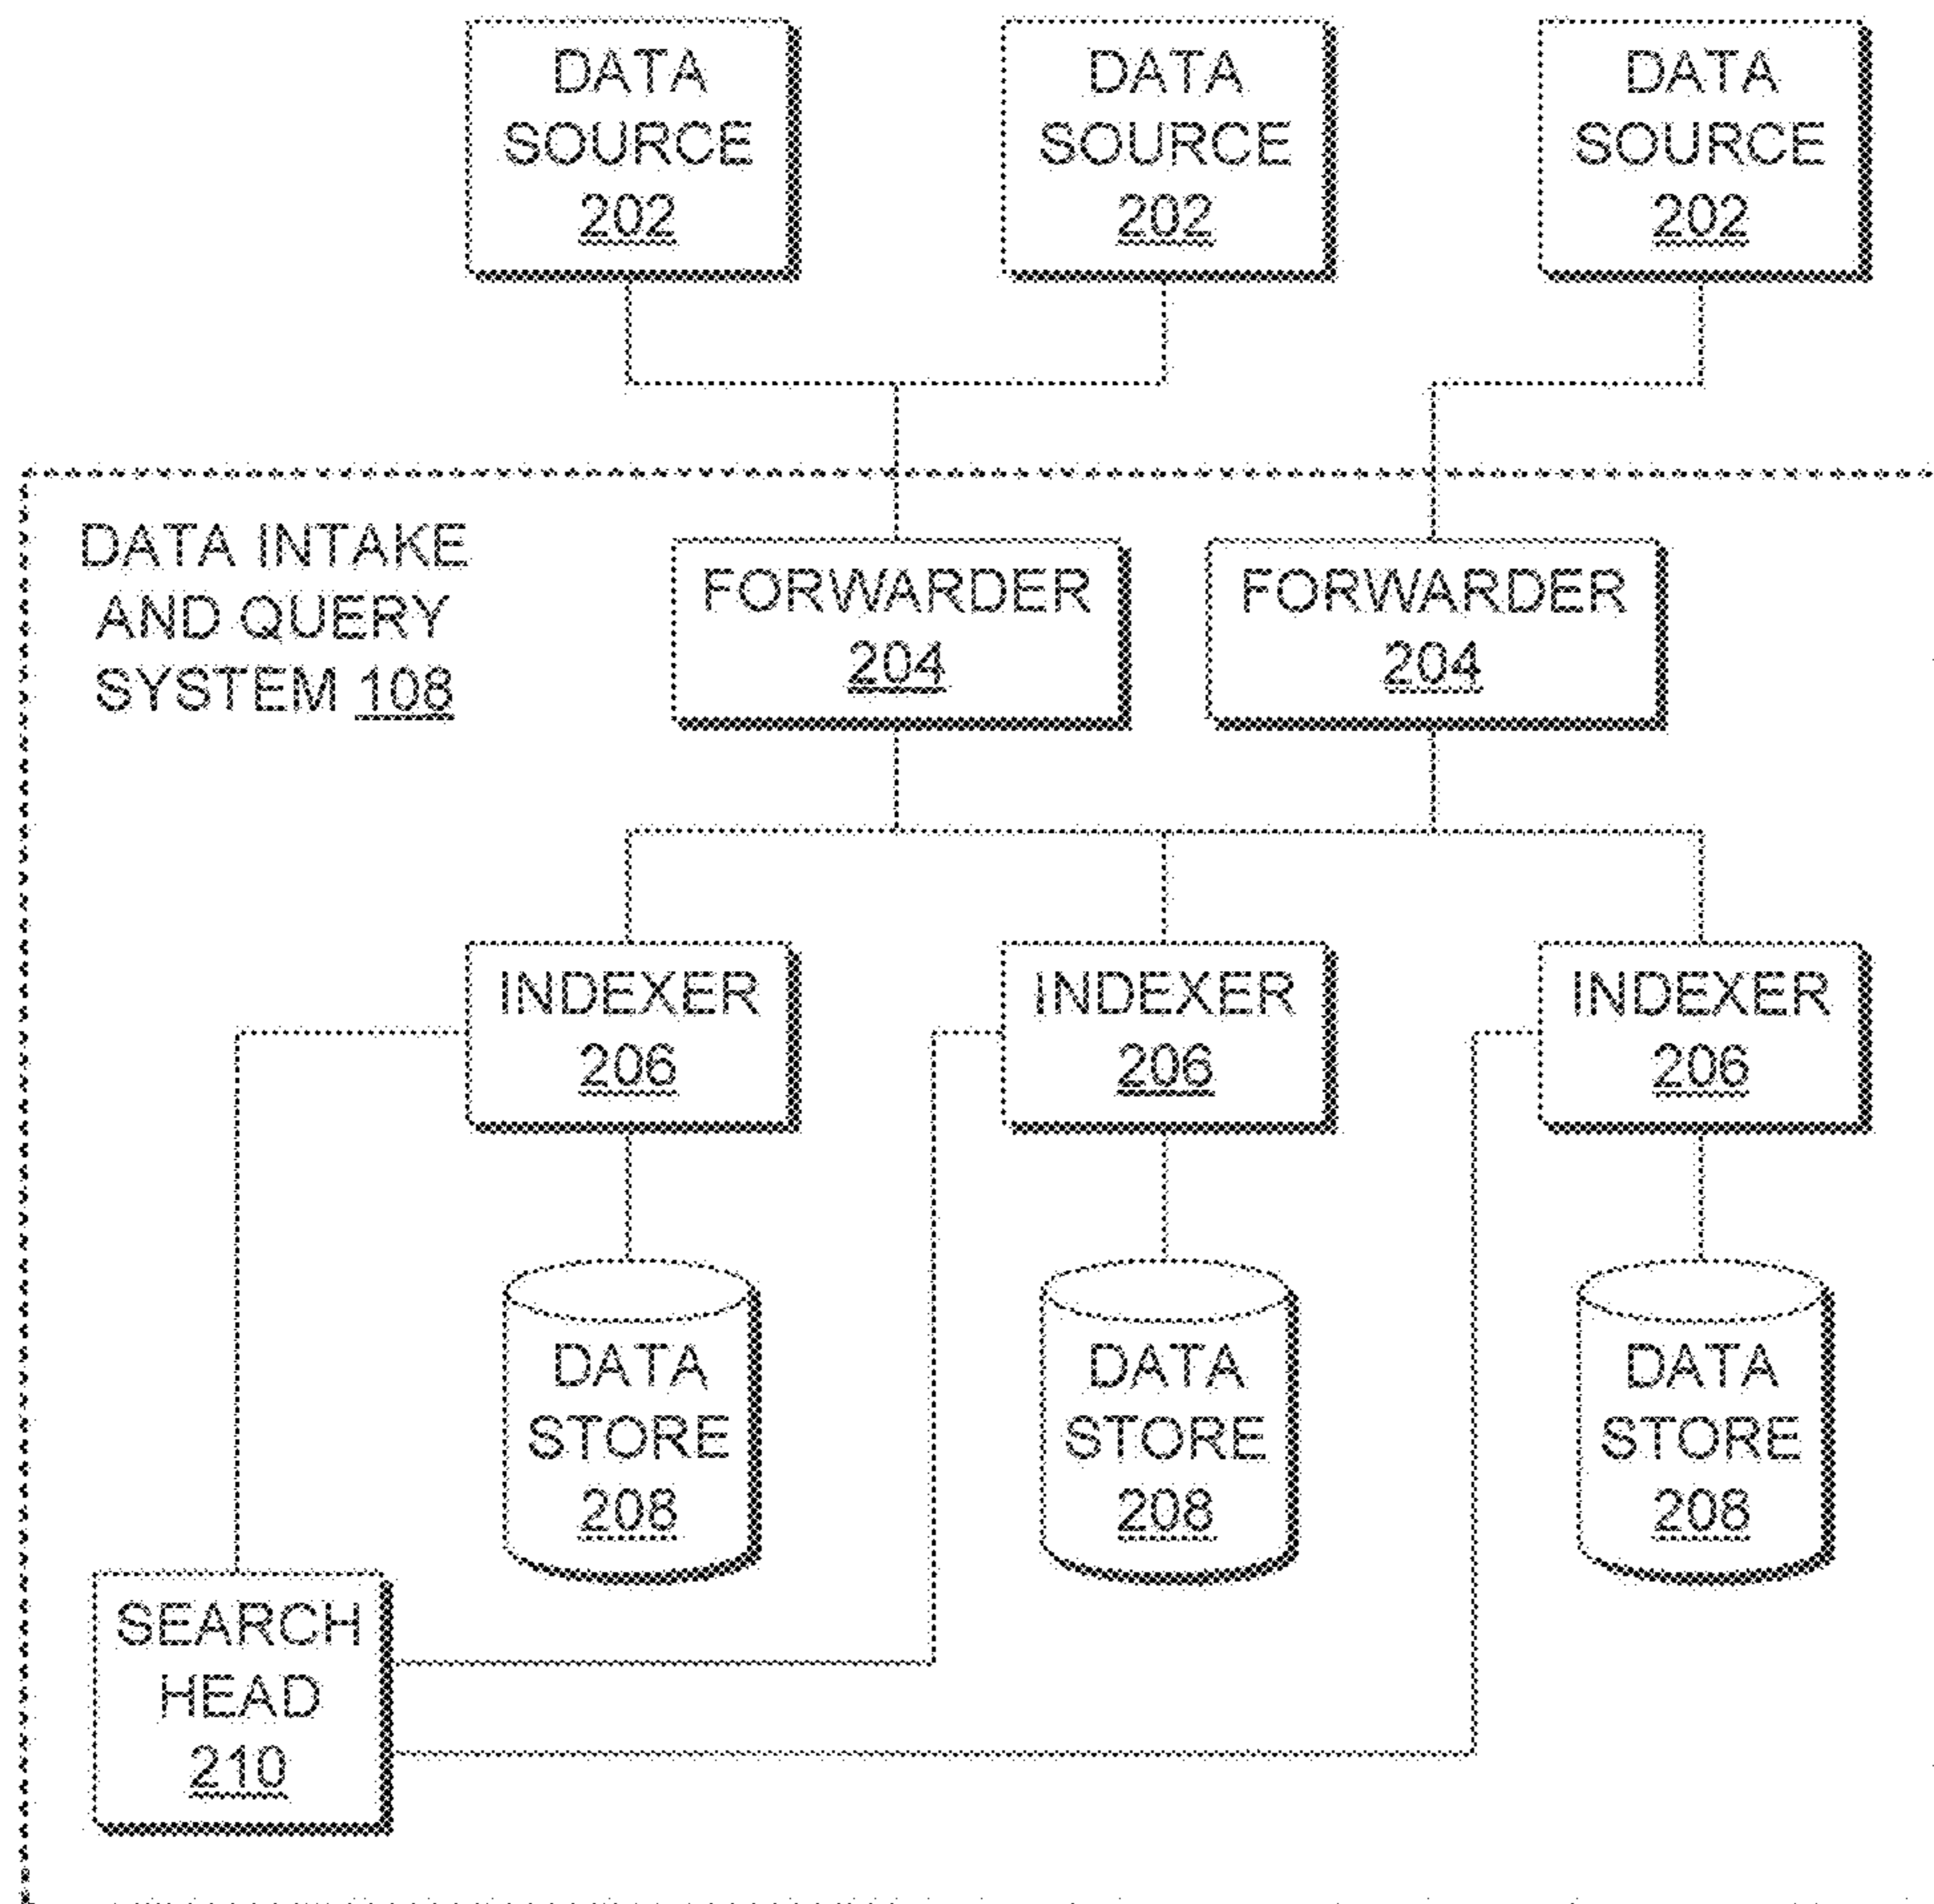 DATA
SOURCE
202
DATA
SOURCE
202
DATA
SOURCE
202
DATA INTAKE
AND QUERY
SYSTEM 108
FORWARDER
204
FORWARDER
204
INDEXER
206
INDEXER
206
INDEXER
206
DATA
STORE
208
DATA
STORE
208
DATA
STORE
208
SEARCH
HEAD
210